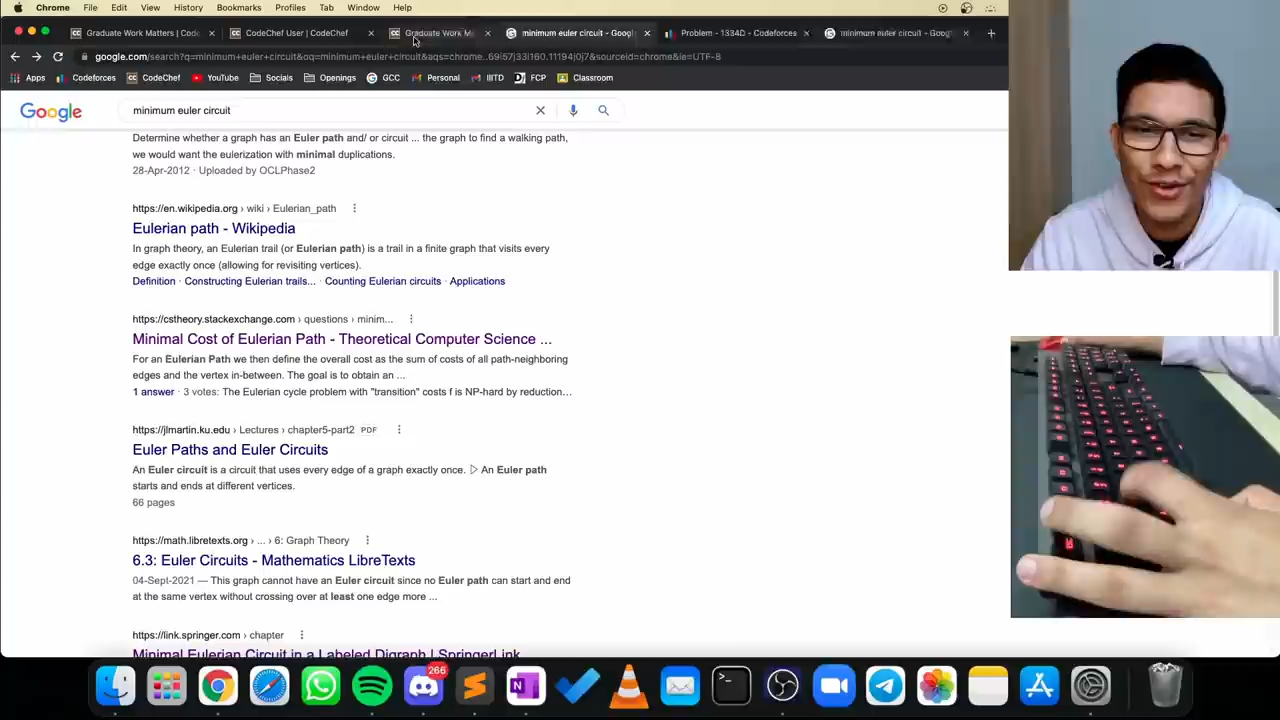 Chrome File Edit View History Bookmarks Profiles Tab Window Help
Graduate Work Matters | Code CodeChef User | CodeChef Graduate Work Ma minimum euler circuit - Googl Problem - 1334D - Codeforces minimum euler circuit - Googl
google.com/search?q=minimum+euler+circuit&oq=minimum+euler+circuit&aqs=chrome..69i57j33i160.11194j0j7&sourceid=chrome&ie=UTF-8
Apps Codeforces CodeChef YouTube Socials Openings GCC Personal IIITD FCP Classroom
Google minimum euler circuit
Determine whether a graph has an Euler path and/ or circuit ... the graph to find a walking path,
we would want the eulerization with minimal duplications.
28-Apr-2012 · Uploaded by OCLPhase2
https://en.wikipedia.org › wiki › Eulerian_path
Eulerian path - Wikipedia
In graph theory, an Eulerian trail (or Eulerian path) is a trail in a finite graph that visits every
edge exactly once (allowing for revisiting vertices).
Definition · Constructing Eulerian trails... · Counting Eulerian circuits · Applications
https://cstheory.stackexchange.com › questions › minim...
Minimal Cost of Eulerian Path - Theoretical Computer Science ...
For an Eulerian Path we then define the overall cost as the sum of costs of all path-neighboring
edges and the vertex in-between. The goal is to obtain an ...
1 answer · 3 votes: The Eulerian cycle problem with "transition" costs f is NP-hard by reduction…
https://jlmartin.ku.edu › Lectures › chapter5-part2 PDF
Euler Paths and Euler Circuits
An Euler circuit is a circuit that uses every edge of a graph exactly once. ▷ An Euler path
starts and ends at different vertices.
66 pages
https://math.libretexts.org › ... › 6: Graph Theory
6.3: Euler Circuits - Mathematics LibreTexts
04-Sept-2021 — This graph cannot have an Euler circuit since no Euler path can start and end
at the same vertex without crossing over at least one edge more ...
https://link.springer.com › chapter
Minimal Eulerian Circuit in a Labeled Digraph | SpringerLink
266